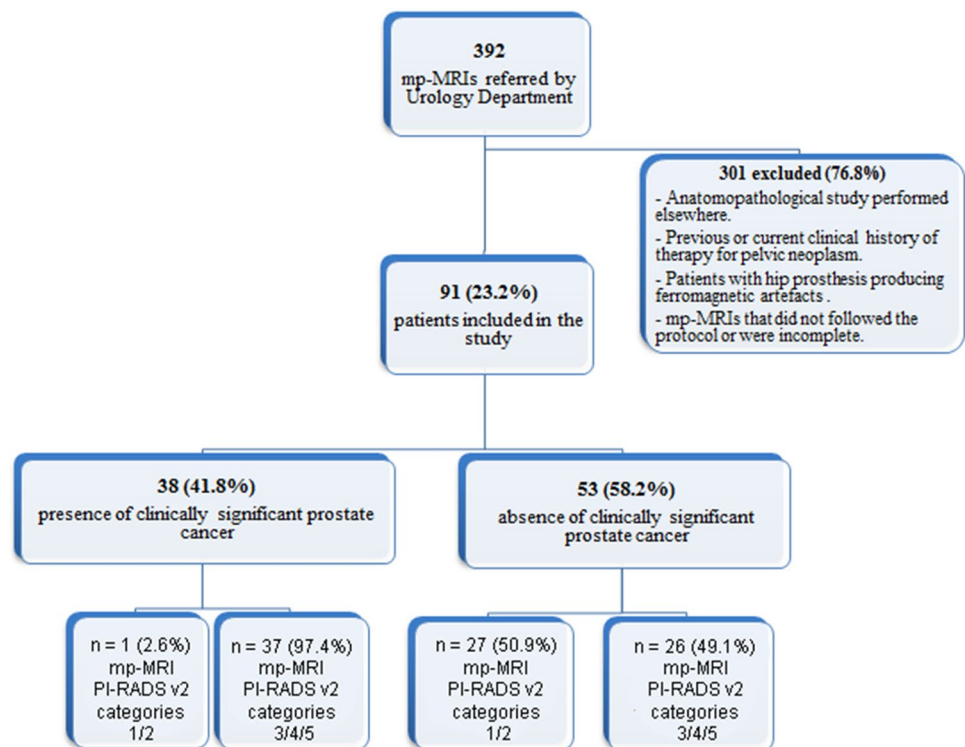 392
mp-MRIs referred by
Urology Department
301 excluded (76.8%)
- Anatomopathological study performed
elsewhere.
- Previous or current clinical history of
therapy for pelvic neoplasm.
- Patients with hip prosthesis producing
ferromagnetic artefacts .
- mp-MRIs that did not followed the
protocol or were incomplete.
91 (23.2%)
patients included in the
study
38 (41.8%)
presence of clinically significant prostate
cancer
53 (58.2%)
absence of clinically significant
prostate cancer
n = 1 (2.6%)
mp-MRI
PI-RADS v2
categories
1/2
n = 37 (97.4%)
mp-MRI
PI-RADS v2
categories
3/4/5
n = 27 (50.9%)
mp-MRI
PI-RADS v2
categories
1/2
n = 26 (49.1%)
mp-MRI
PI-RADS v2
categories
3/4/5